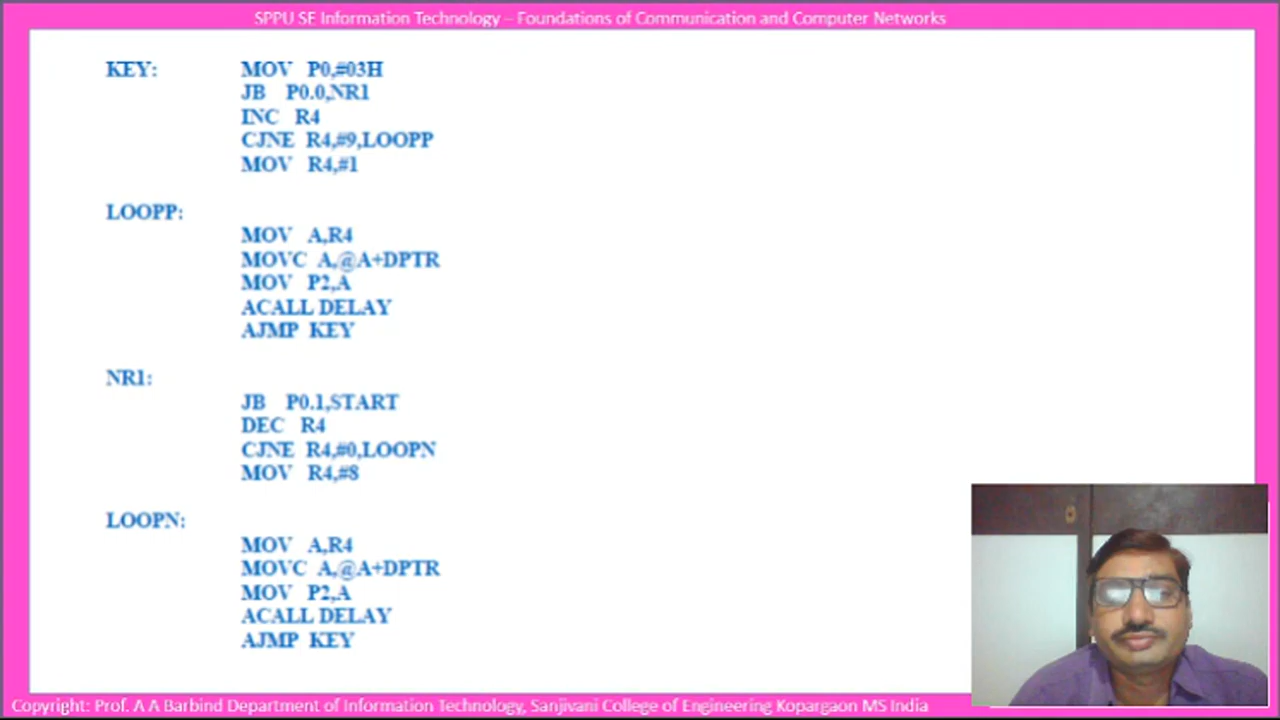 SPPU SE Information Technology – Foundations of Communication and Computer Networks
KEY: MOV P0,#03H
JB P0.0,NR1
INC R4
CJNE R4,#9,LOOPP
MOV R4,#1
LOOPP:
MOV A,R4
MOVC A,@A+DPTR
MOV P2,A
ACALL DELAY
AJMP KEY
NR1:
JB P0.1,START
DEC R4
CJNE R4,#0,LOOPN
MOV R4,#8
LOOPN:
MOV A,R4
MOVC A,@A+DPTR
MOV P2,A
ACALL DELAY
AJMP KEY
Copyright: Prof. A A Barbind Department of Information Technology, Sanjivani College of Engineering Kopargaon MS India